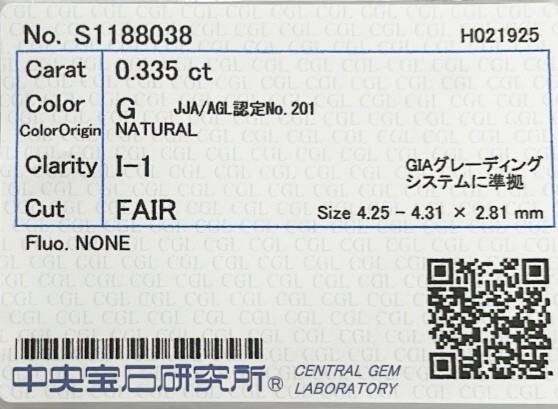 No. S1188038 H021925
Carat 0.335 ct
Color G JJA/AGL認定No.201
ColorOrigin NATURAL
Clarity I-1 GIAグレーディング
システムに準拠
Cut FAIR Size 4.25 - 4.31 × 2.81 mm
Fluo. NONE
中央宝石研究所® CENTRAL GEM
LABORATORY